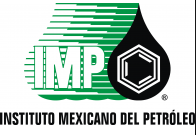 IMP
®
INSTITUTO MEXICANO DEL PETRÓLEO